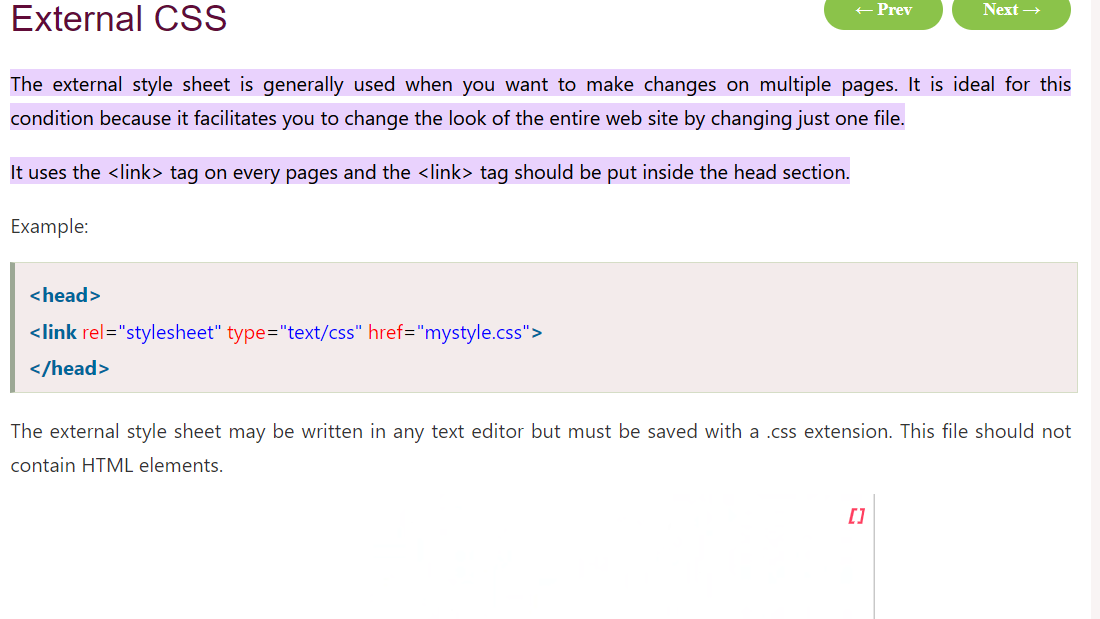 External CSS
← Prev
Next →
The external style sheet is generally used when you want to make changes on multiple pages. It is ideal for this
condition because it facilitates you to change the look of the entire web site by changing just one file.
It uses the <link> tag on every pages and the <link> tag should be put inside the head section.
Example:
<head>
<link rel="stylesheet" type="text/css" href="mystyle.css">
</head>
The external style sheet may be written in any text editor but must be saved with a .css extension. This file should not
contain HTML elements.
[]